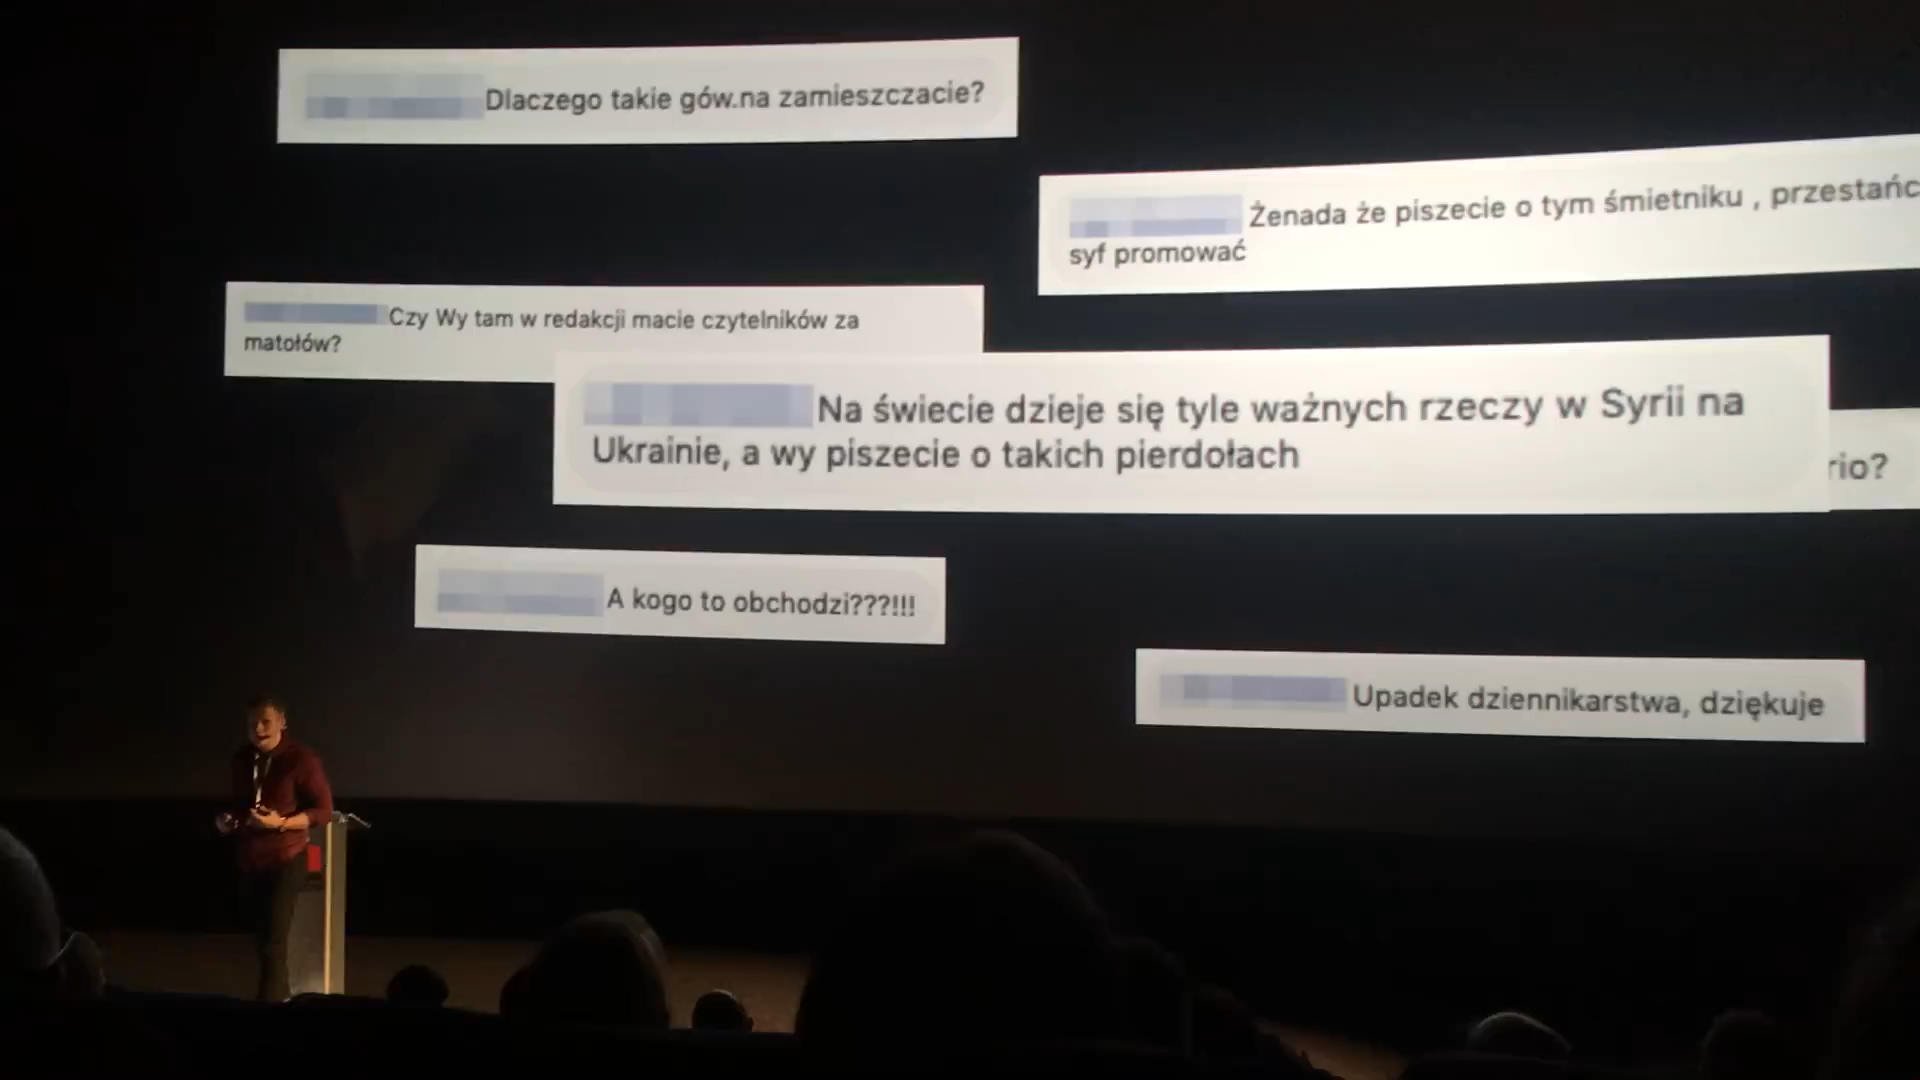 Dlaczego takie gów.na zamieszczacie?
Żenada że piszecie o tym śmietniku , przestańc
syf promować
Czy Wy tam w redakcji macie czytelników za
matołów?
Na świecie dzieje się tyle ważnych rzeczy w Syrii na
Ukrainie, a wy piszecie o takich pierdołach
rio?
A kogo to obchodzi???!!!
Upadek dziennikarstwa, dziękuje